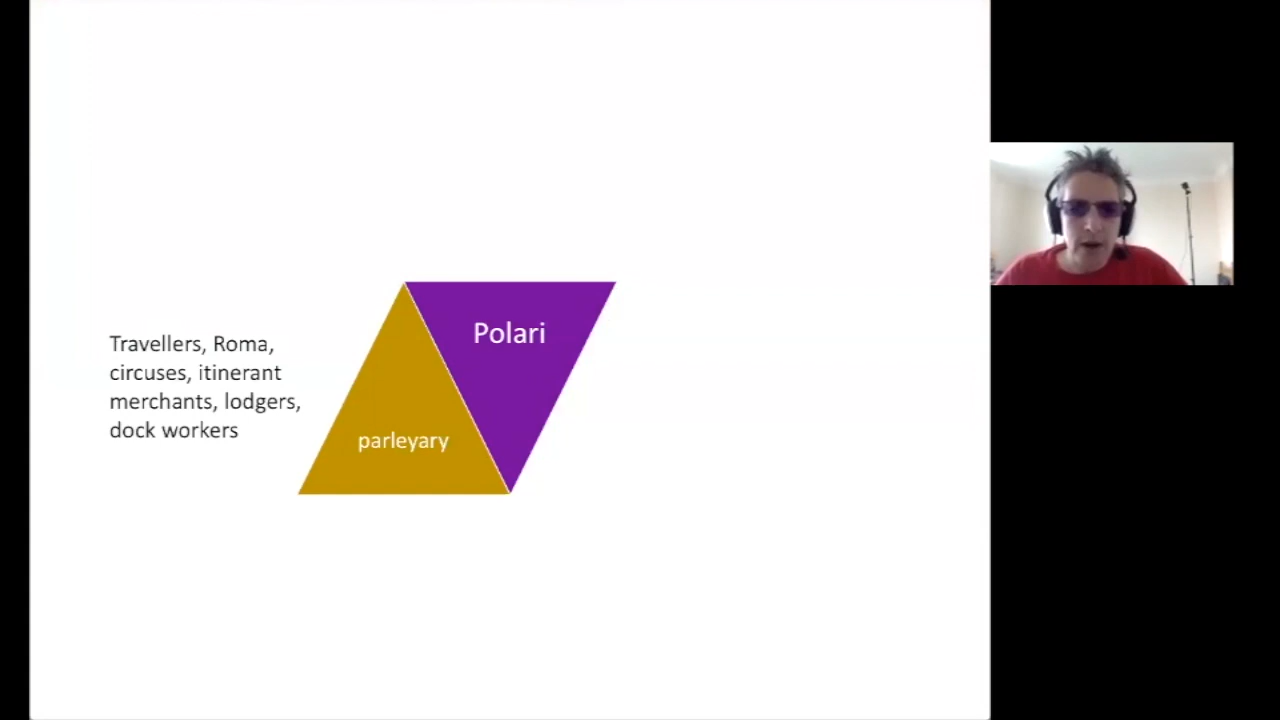 Polari
Travellers, Roma,
circuses, itinerant
merchants, lodgers,
dock workers
parleyary